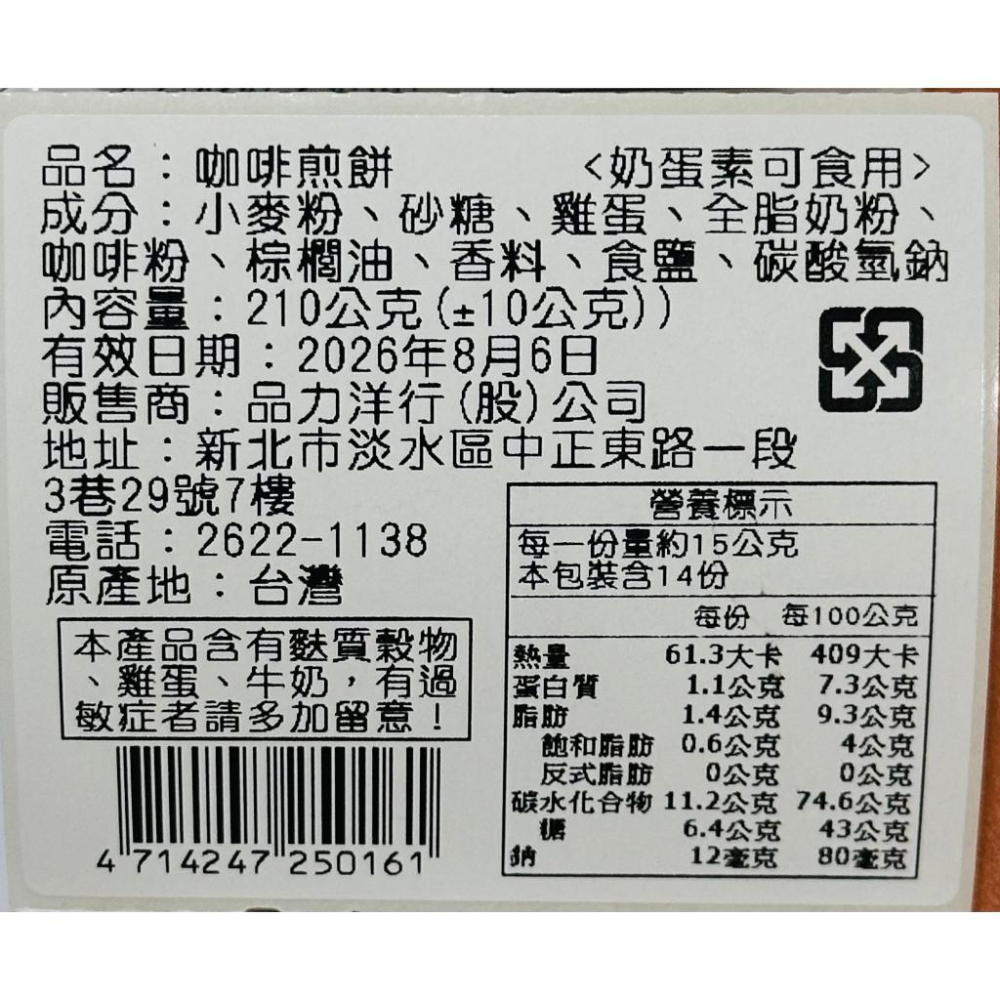 品名：咖啡煎餅 <奶蛋素可食用>
成分：小麥粉、砂糖、雞蛋、全脂奶粉、
咖啡粉、棕櫚油、香料、食鹽、碳酸氫鈉
內容量：210公克(±10公克))
有效日期：2026年8月6日
販售商：品力洋行(股)公司
地址：新北市淡水區中正東路一段
3巷29號7樓
電話：2622-1138
原產地：台灣
本產品含有麩質穀物
、雞蛋、牛奶，有過
敏症者請多加留意！
4 714247 250161
營養標示
每一份量約15公克
本包裝含14份
每份 每100公克
熱量 61.3大卡 409大卡
蛋白質 1.1公克 7.3公克
脂肪 1.4公克 9.3公克
飽和脂肪 0.6公克 4公克
反式脂肪 0公克 0公克
碳水化合物 11.2公克 74.6公克
糖 6.4公克 43公克
鈉 12毫克 80毫克